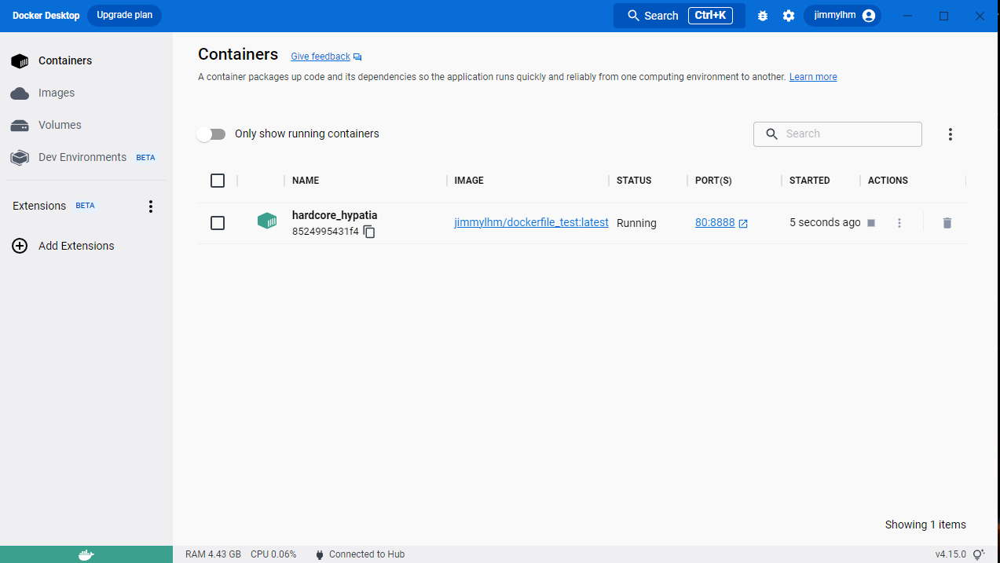 Docker Desktop Upgrade plan Search Ctrl+K jimmylhm
Containers
Images
Volumes
Dev Environments BETA
Extensions BETA
Add Extensions
Containers Give feedback
A container packages up code and its dependencies so the application runs quickly and reliably from one computing environment to another. Learn more
Only show running containers Search
NAME IMAGE STATUS PORT(S) STARTED ACTIONS
hardcore_hypatia jimmylhm/dockerfile_test:latest Running 80:8888 5 seconds ago
8524995431f4
Showing 1 items
RAM 4.43 GB CPU 0.06% Connected to Hub v4.15.0